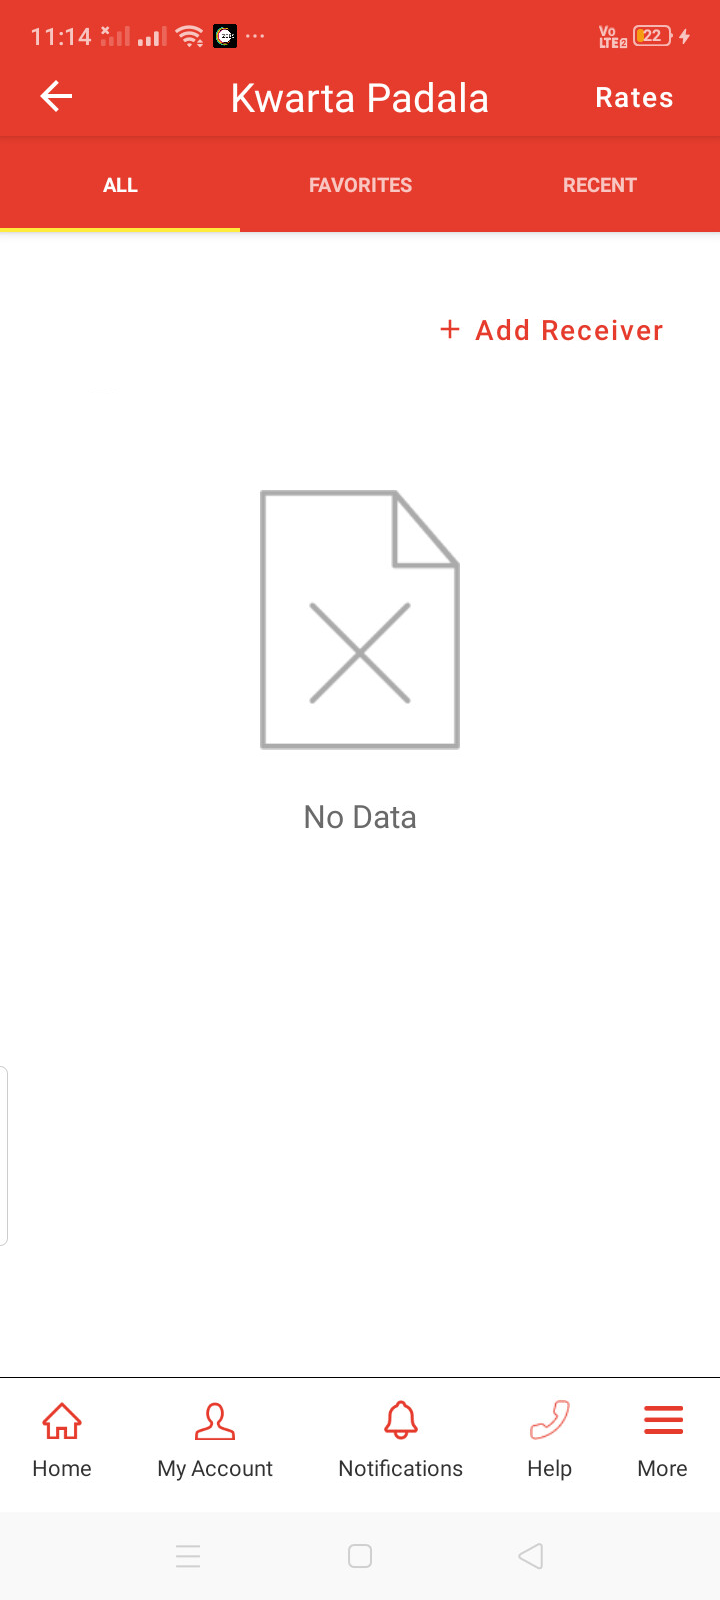 11:14
Vo
LTE2
22
Kwarta Padala
Rates
ALL
FAVORITES
RECENT
+ Add Receiver
No Data
Home
My Account
Notifications
Help
More